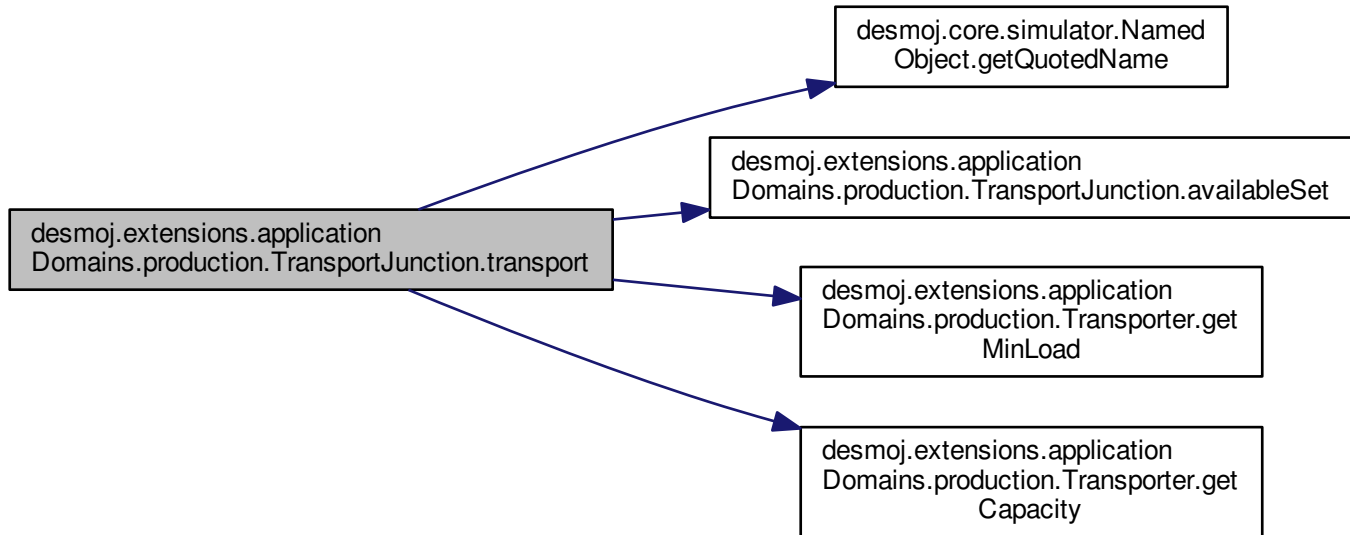 desmoj.core.simulator.Named
Object.getQuotedName
desmoj.extensions.application
Domains.production.TransportJunction.availableSet
desmoj.extensions.application
Domains.production.TransportJunction.transport
desmoj.extensions.application
Domains.production.Transporter.get
MinLoad
desmoj.extensions.application
Domains.production.Transporter.get
Capacity